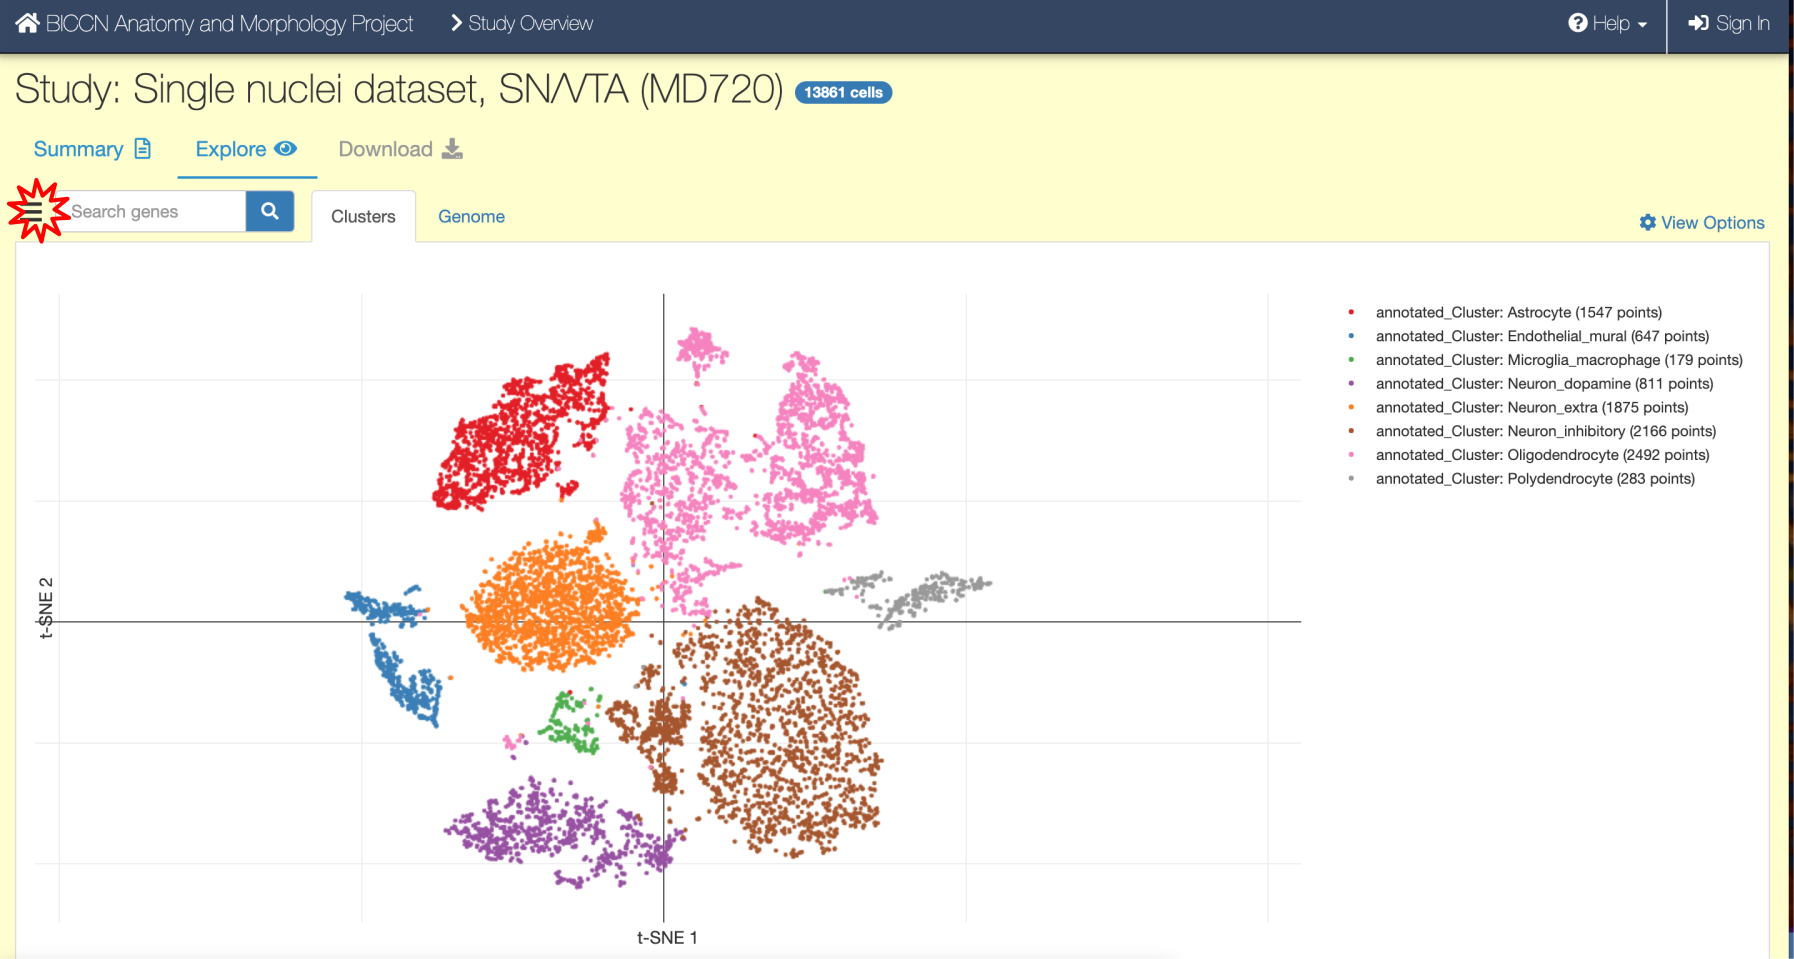 BICCN Anatomy and Morphology Project
Study Overview
Help
Sign In
Study: Single nuclei dataset, SN/VTA (MD720) 13861 cells
Summary
Explore
Download
Search genes
Clusters
Genome
View Options
annotated_Cluster: Astrocyte (1547 points)
annotated_Cluster: Endothelial_mural (647 points)
annotated_Cluster: Microglia_macrophage (179 points)
annotated_Cluster: Neuron_dopamine (811 points)
annotated_Cluster: Neuron_extra (1875 points)
annotated_Cluster: Neuron_inhibitory (2166 points)
annotated_Cluster: Oligodendrocyte (2492 points)
annotated_Cluster: Polydendrocyte (283 points)
t-SNE 2
t-SNE 1